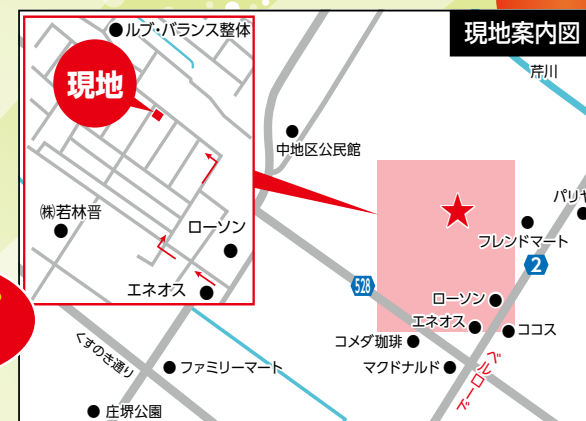 現地案内図
ルブ・バランス整体
現地
㈱若林晋
ローソン
エネオス
芹川
中地区公民館
パリヤ
フレンドマート
2
528
ローソン
エネオス
ココス
コメダ珈琲
マクドナルド
ベルロード
くすのき通り
ファミリーマート
庄堺公園